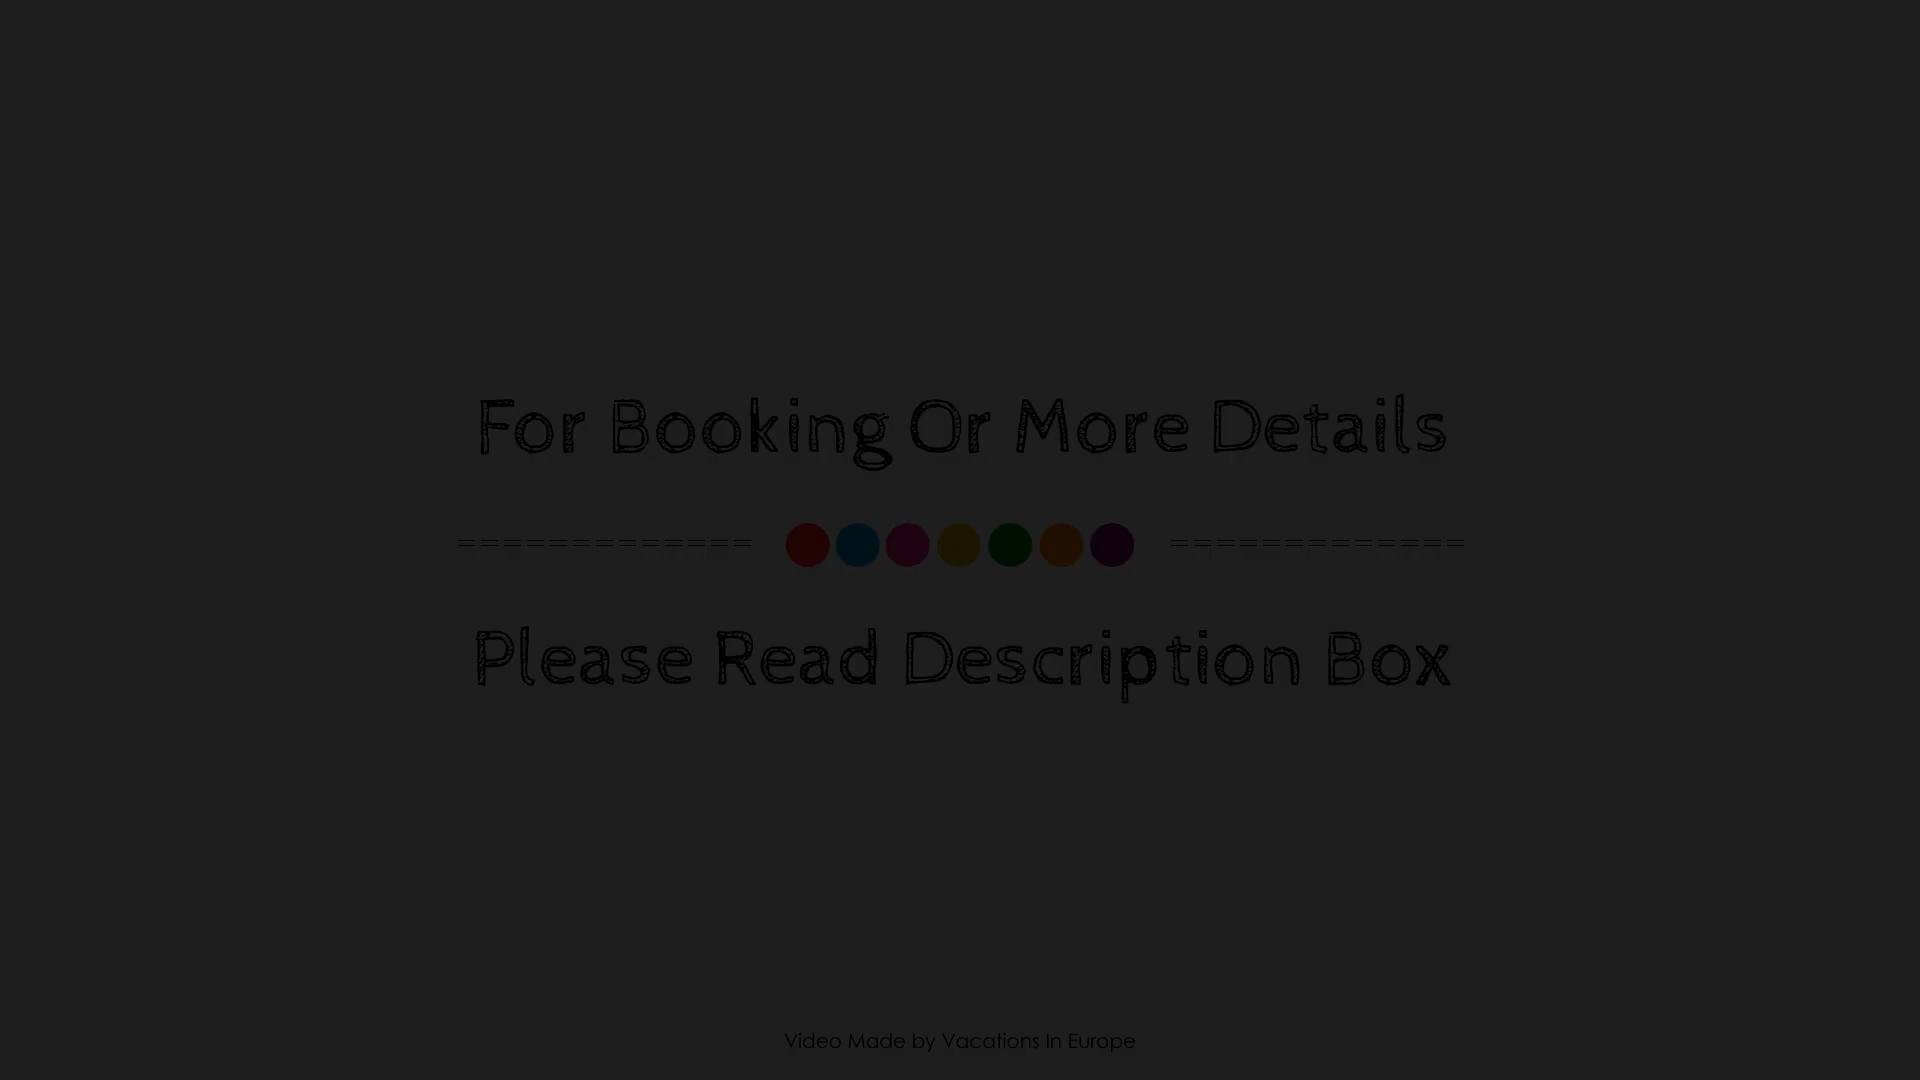 For Booking Or More Details
============= =============
Please Read Description Box
Video Made by Vacations In Europe